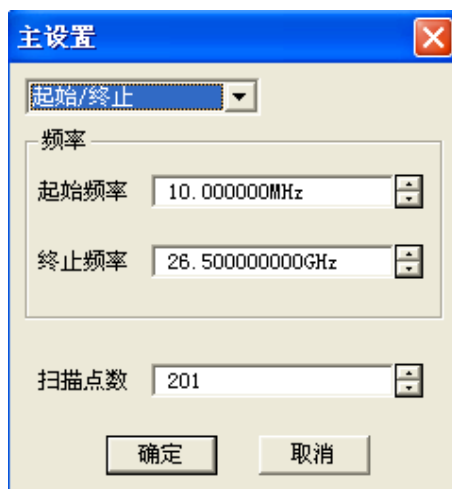 主设置
起始/终止
频率
起始频率 10.000000MHz
终止频率 26.500000000GHz
扫描点数 201
确定 取消